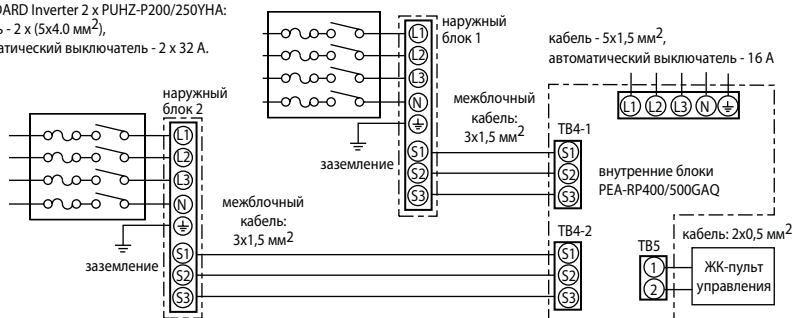 DARD Inverter 2 x PUHZ-P200/250YHA:
ь - 2 x (5x4.0 мм2),
матический выключатель - 2 x 32 А.
наружный
блок 1
L1
L2
L3
N
S1
S2
S3
заземление
межблочный
кабель:
3x1,5 мм2
кабель - 5x1,5 мм2,
автоматический выключатель - 16 А
L1 L2 L3 N
TB4-1
S1
S2
S3
внутренние блоки
PEA-RP400/500GAQ
наружный
блок 2
L1
L2
L3
N
S1
S2
S3
заземление
межблочный
кабель:
3x1,5 мм2
TB4-2
S1
S2
S3
TB5
1
2
кабель: 2x0,5 мм2
ЖК-пульт
управления